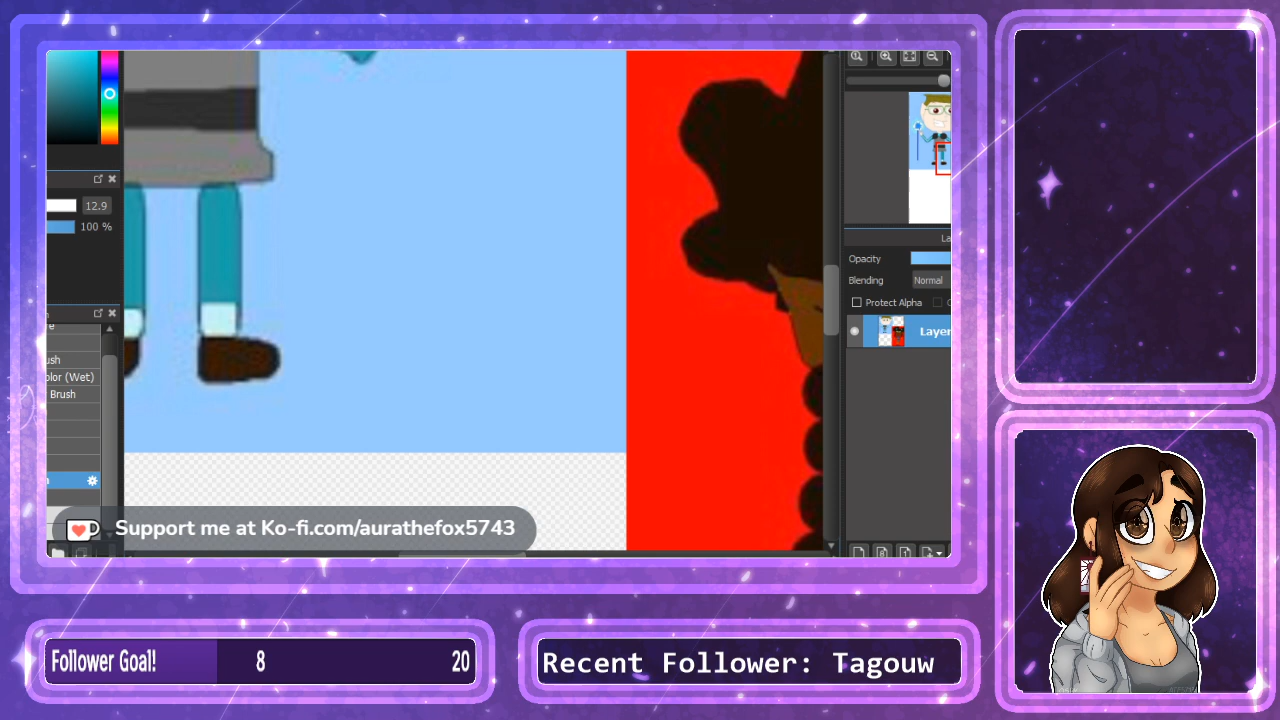 12.9
100 %
e
ush
olor (Wet)
Brush
n
Support me at Ko-fi.com/aurathefox5743
La
Opacity
Blending
Normal
Protect Alpha
Layer
Follower Goal!
8
20
Recent Follower: Tagouw